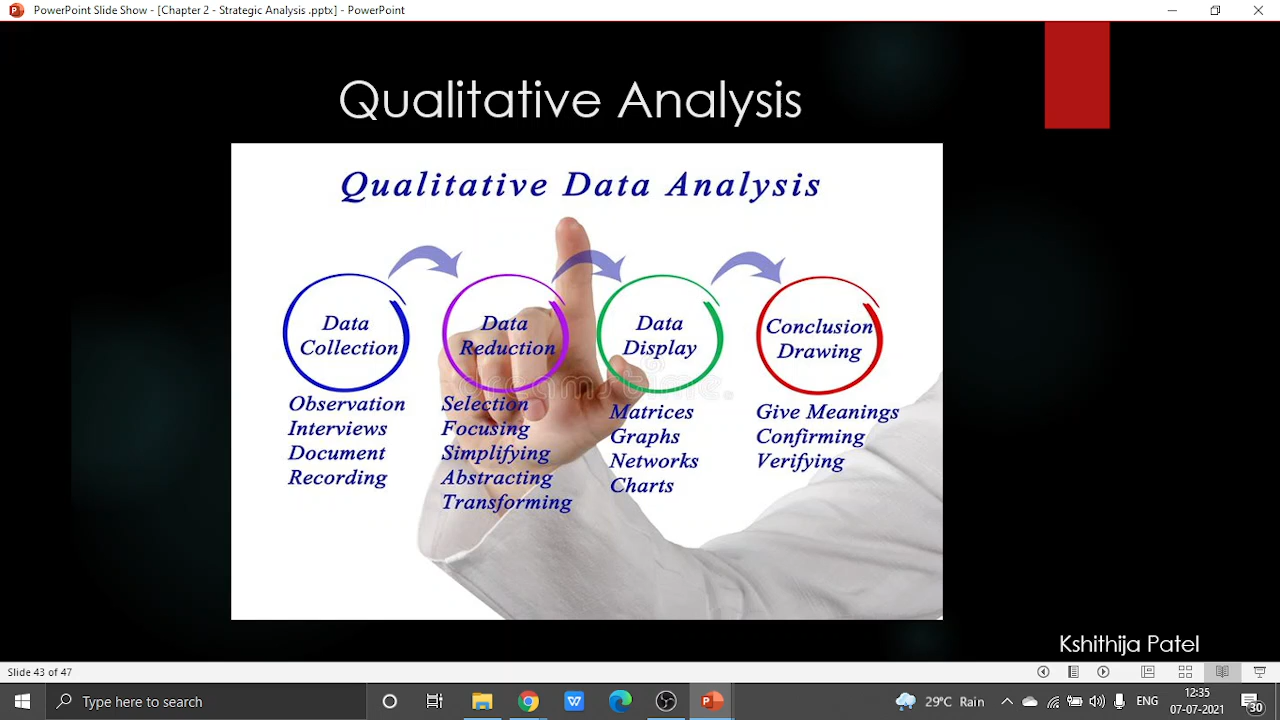 PowerPoint Slide Show - [Chapter 2 - Strategic Analysis .pptx] - PowerPoint
Qualitative Analysis
Qualitative Data Analysis
Data
Collection
Observation
Interviews
Document
Recording
Data
Reduction
Selection
Focusing
Simplifying
Abstracting
Transforming
Data
Display
Matrices
Graphs
Networks
Charts
Conclusion
Drawing
Give Meanings
Confirming
Verifying
dreamstime.
Kshithija Patel
Slide 43 of 47
Type here to search
29°C Rain
ENG
12:35
07-07-2021
30